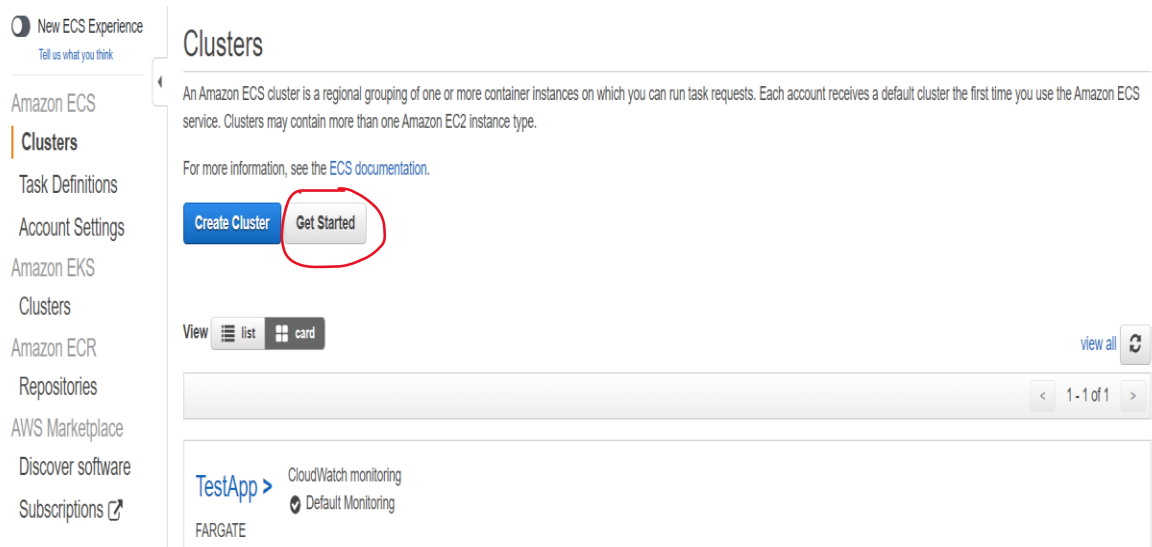 New ECS Experience
Tell us what you think
Amazon ECS
Clusters
Task Definitions
Account Settings
Amazon EKS
Clusters
Amazon ECR
Repositories
AWS Marketplace
Discover software
Subscriptions
Clusters
An Amazon ECS cluster is a regional grouping of one or more container instances on which you can run task requests. Each account receives a default cluster the first time you use the Amazon ECS
service. Clusters may contain more than one Amazon EC2 instance type.
For more information, see the ECS documentation.
Create Cluster Get Started
View list card
view all
< 1 - 1 of 1 >
TestApp >
CloudWatch monitoring
Default Monitoring
FARGATE